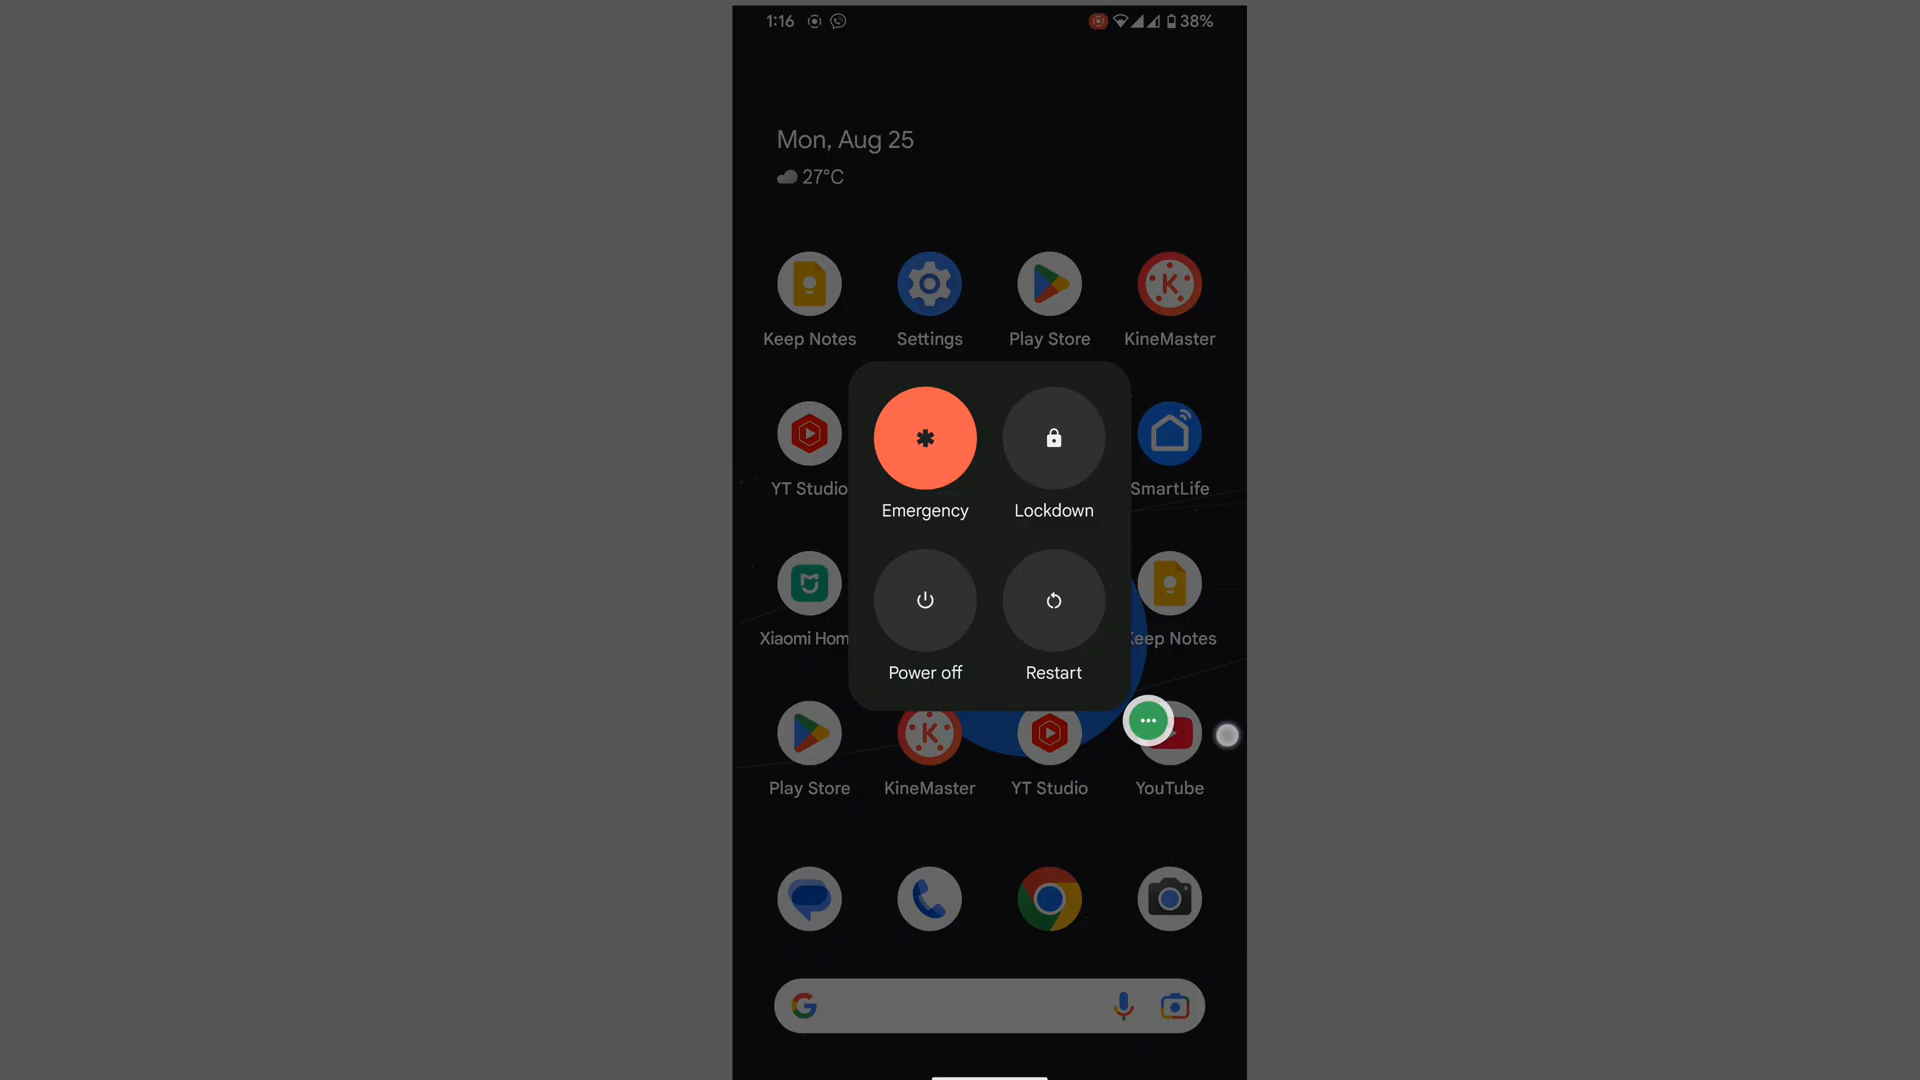 1:16 38%
Mon, Aug 25
27°C
Keep Notes Settings Play Store KineMaster
Emergency Lockdown
YT Studio SmartLife
Xiaomi Hom Keep Notes
Power off Restart
Play Store KineMaster YT Studio YouTube